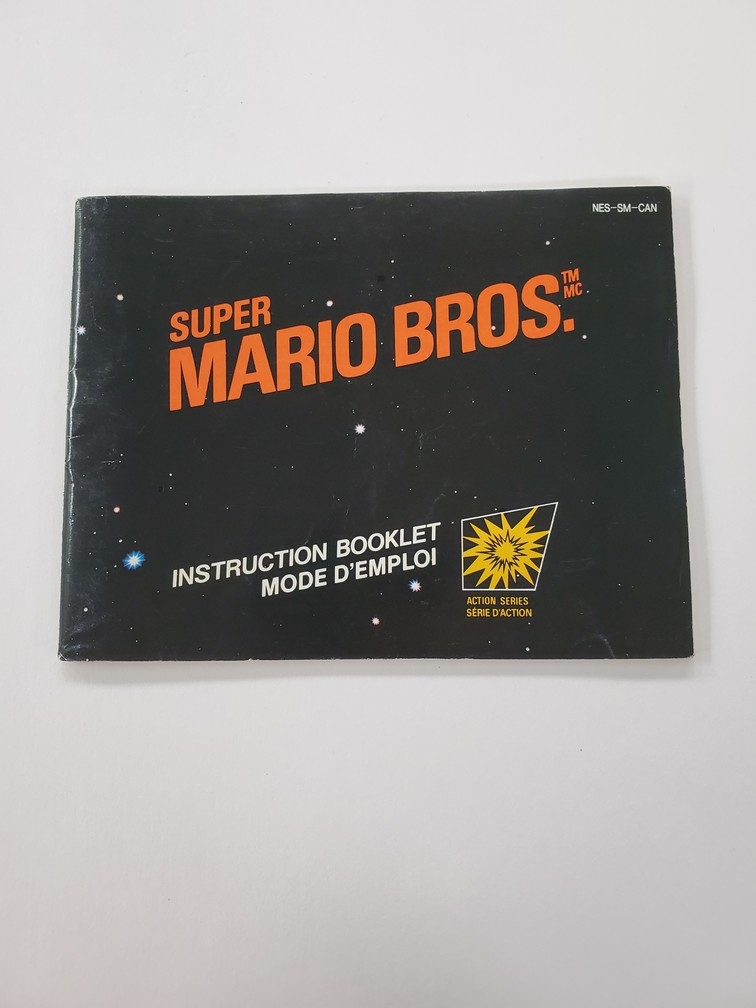 NES-SM-CAN
SUPER
MARIO BROS.™ MC
INSTRUCTION BOOKLET
MODE D'EMPLOI
ACTION SERIES
SÉRIE D'ACTION